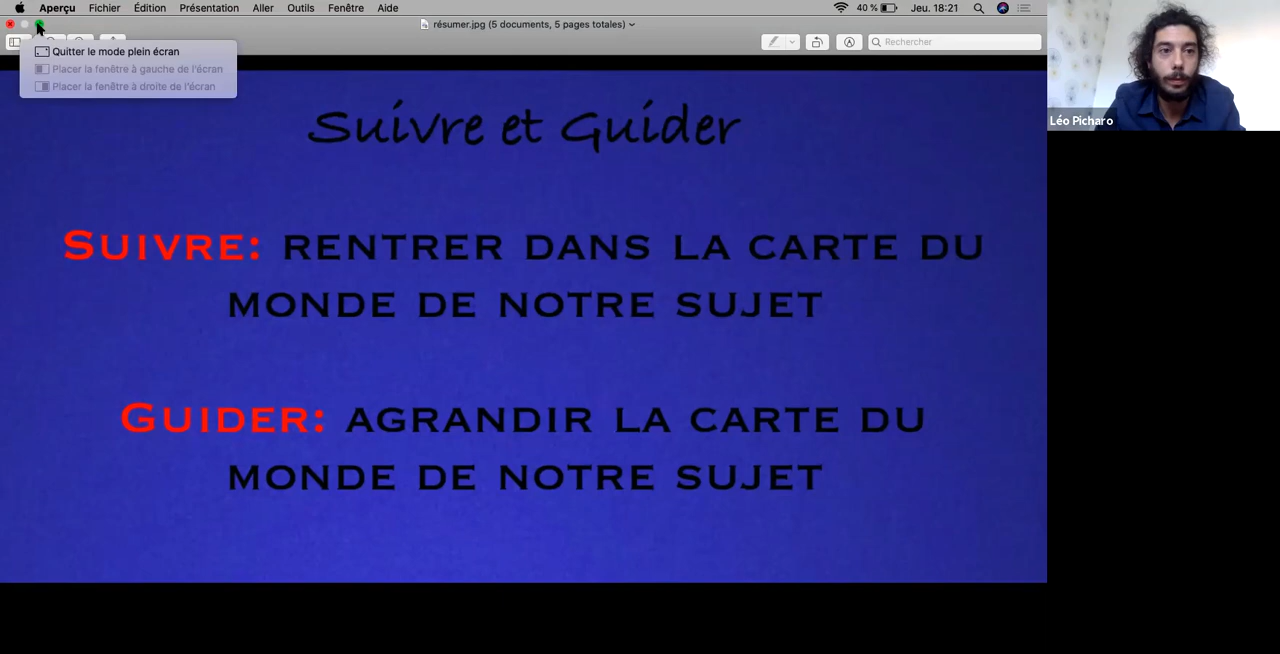 Aperçu Fichier Édition Présentation Aller Outils Fenêtre Aide 40 % Jeu. 18:21
résumer.jpg (5 documents, 5 pages totales)
Rechercher
Quitter le mode plein écran
Placer la fenêtre à gauche de l'écran
Placer la fenêtre à droite de l'écran
Léo Picharo
Suivre et Guider
SUIVRE: RENTRER DANS LA CARTE DU
MONDE DE NOTRE SUJET
GUIDER: AGRANDIR LA CARTE DU
MONDE DE NOTRE SUJET